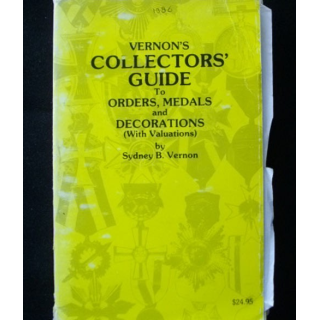 VERNON'S
COLLECTORS'
GUIDE
To
ORDERS, MEDALS
and
DECORATIONS
(With Valuations)
by
Sydney B. Vernon
$24.95